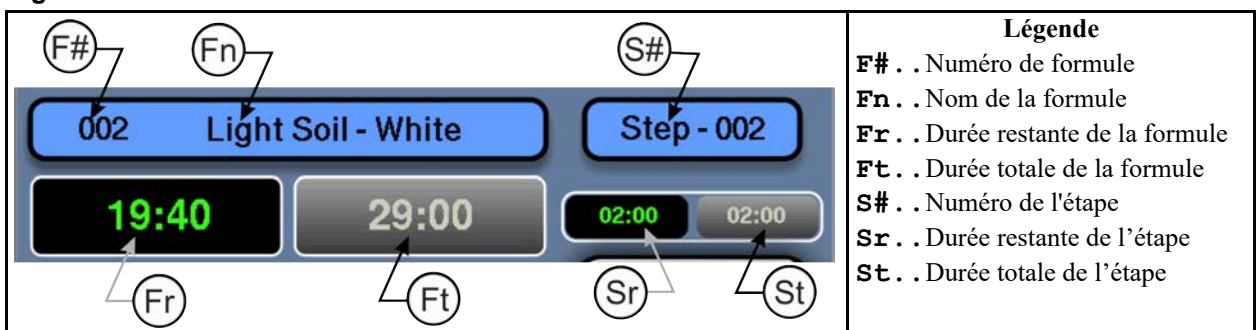 F# Fn S#
002 Light Soil - White Step - 002
19:40 29:00 02:00 02:00
Fr Ft Sr St
Légende
F#..Numéro de formule
Fn..Nom de la formule
Fr..Durée restante de la formule
Ft..Durée totale de la formule
S#..Numéro de l'étape
Sr..Durée restante de l’étape
St..Durée totale de l’étape